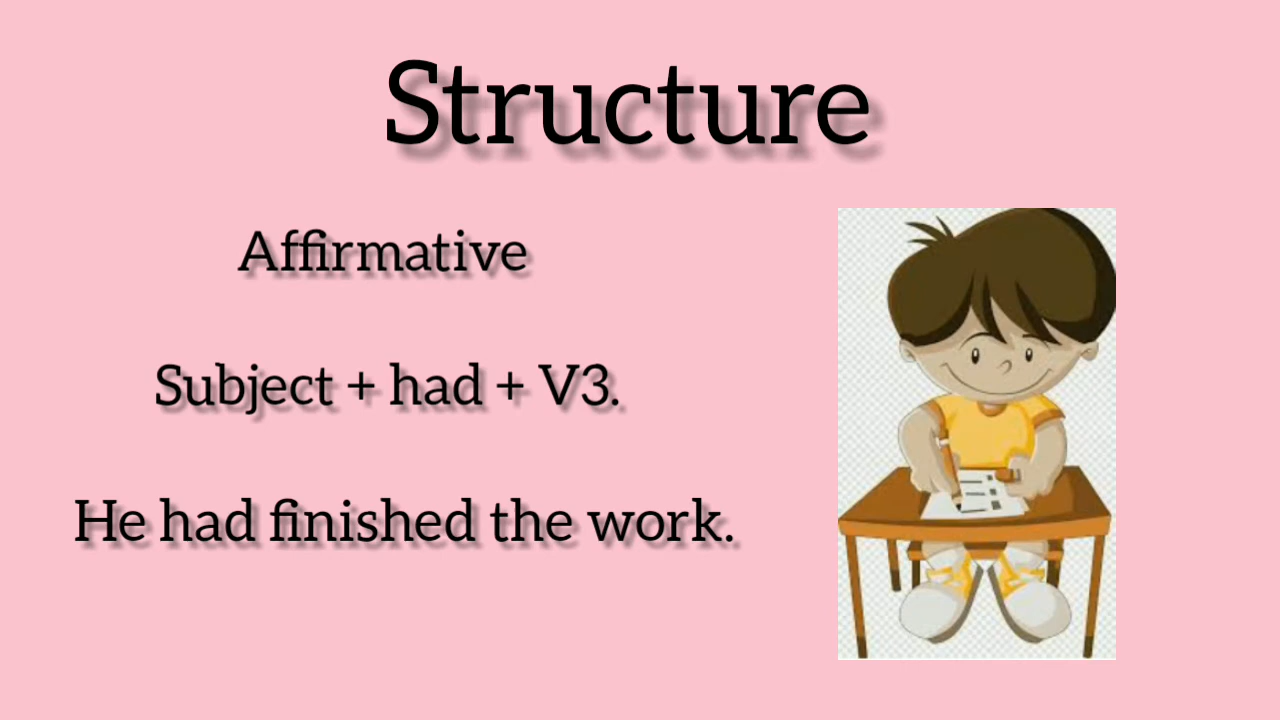 Structure
Affirmative
Subject + had + V3.
He had finished the work.